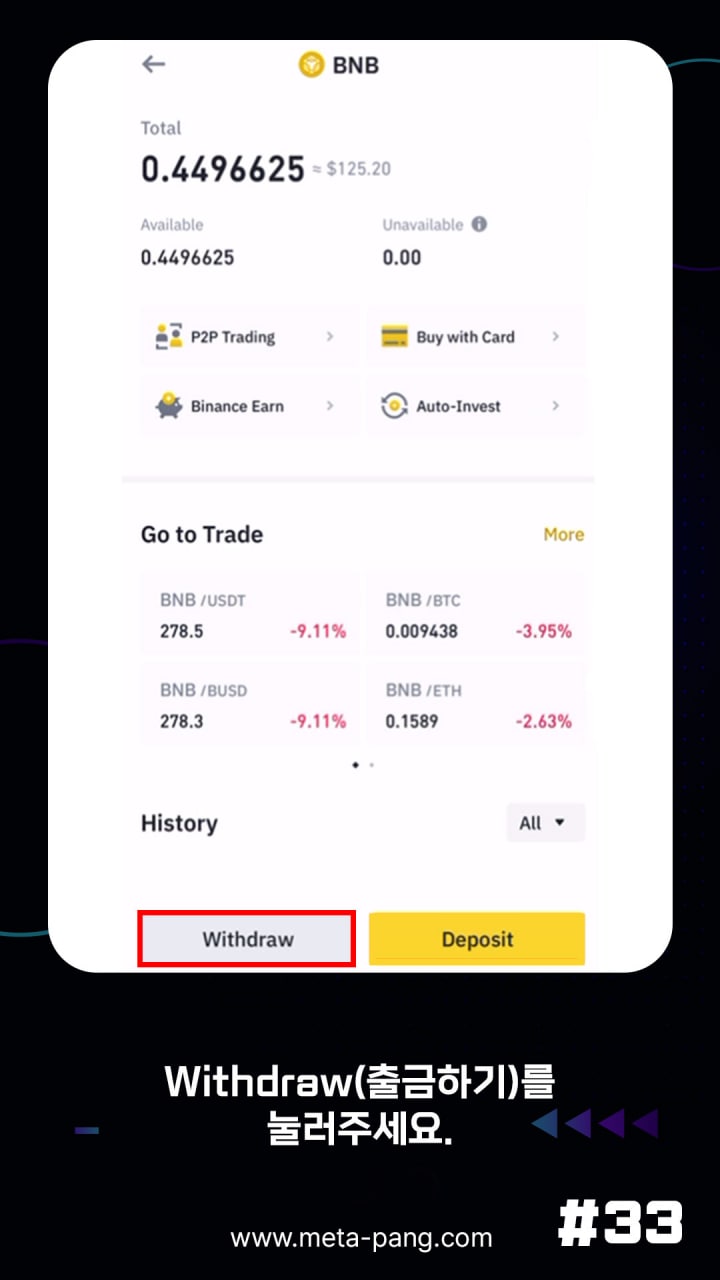 BNB
Total
0.4496625 ≈ $125.20
Available Unavailable
0.4496625 0.00
P2P Trading Buy with Card
Binance Earn Auto-Invest
Go to Trade More
BNB /USDT BNB /BTC
278.5 -9.11% 0.009438 -3.95%
BNB /BUSD BNB /ETH
278.3 -9.11% 0.1589 -2.63%
History All
Withdraw Deposit
Withdraw(출금하기)를
눌러주세요.
#33
www.meta-pang.com